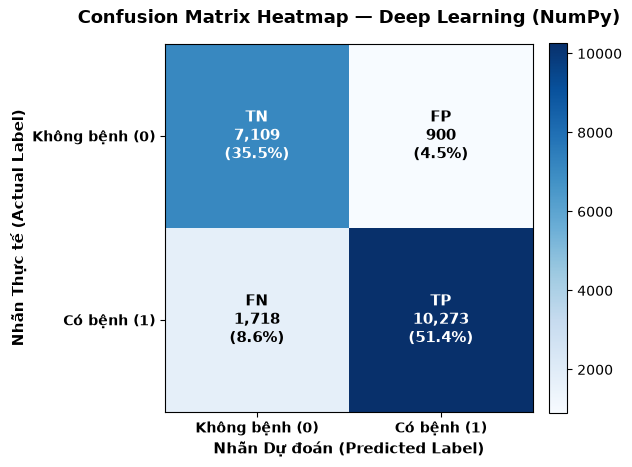 Confusion Matrix Heatmap — Deep Learning (NumPy)
Nhãn Thực tế (Actual Label)
Không bệnh (0)
Có bệnh (1)
TN
7,109
(35.5%)
FP
900
(4.5%)
FN
1,718
(8.6%)
TP
10,273
(51.4%)
Không bệnh (0)
Có bệnh (1)
Nhãn Dự đoán (Predicted Label)
10000
8000
6000
4000
2000